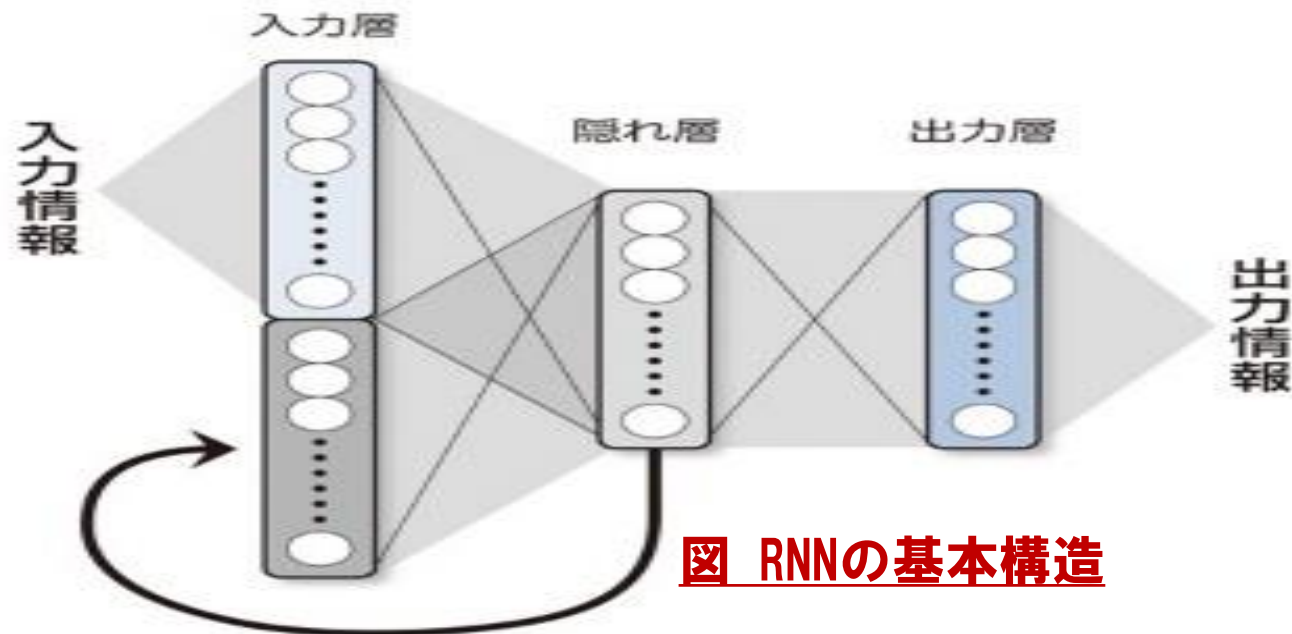 入力層
入力情報
隠れ層
出力層
出力情報
図 RNNの基本構造